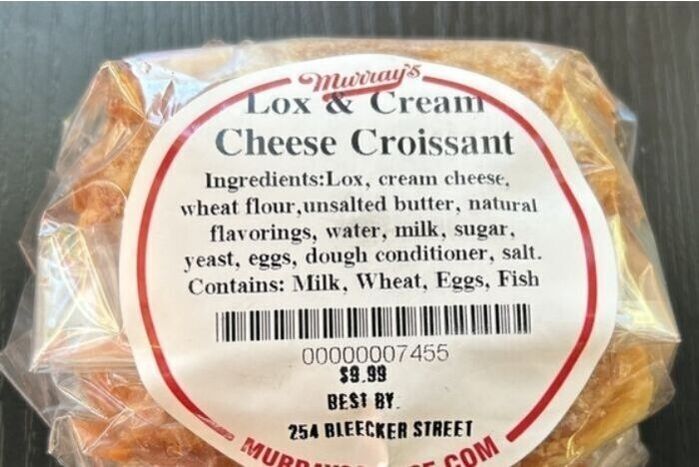 Murray's
Lox & Cream
Cheese Croissant
Ingredients:Lox, cream cheese,
wheat flour,unsalted butter, natural
flavorings, water, milk, sugar,
yeast, eggs, dough conditioner, salt.
Contains: Milk, Wheat, Eggs, Fish
00000007455
$9.99
BEST BY.
254 BLEECKER STREET